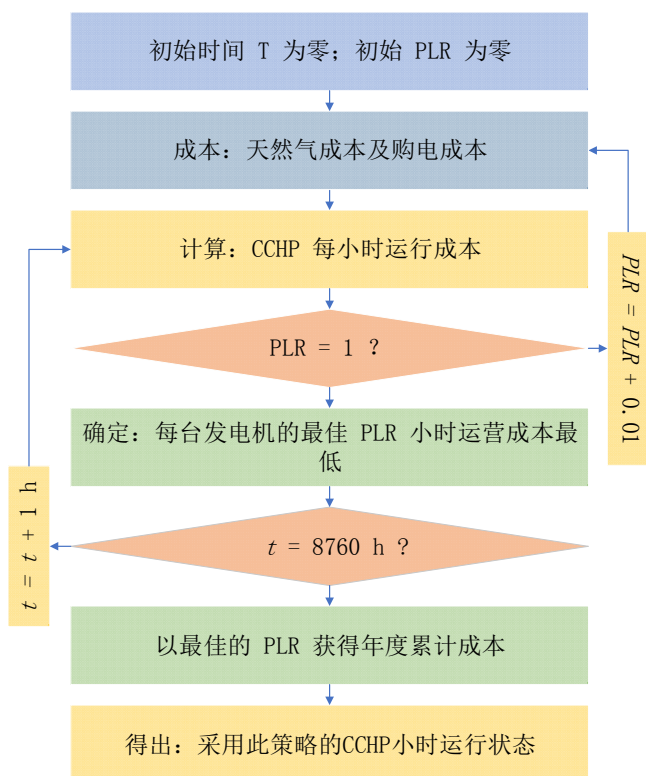 初始时间 T 为零；初始 PLR 为零
成本：天然气成本及购电成本
计算：CCHP 每小时运行成本
PLR = 1 ？
PLR = PLR + 0.01
确定：每台发电机的最佳 PLR 小时运营成本最
低
t = t + 1 h
t = 8760 h ？
以最佳的 PLR 获得年度累计成本
得出：采用此策略的CCHP小时运行状态